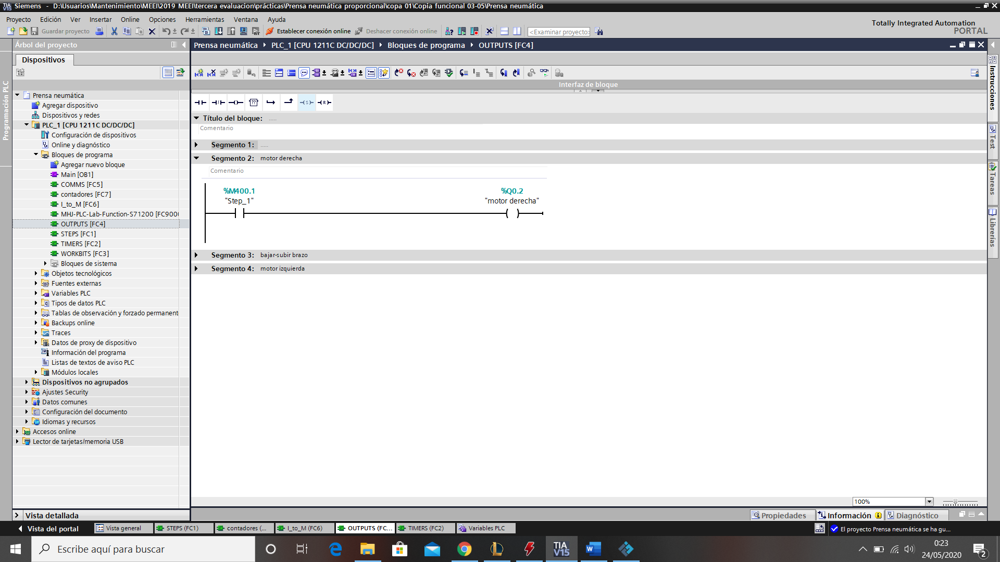 Siemens  -  D:\Usuarios\Mantenimiento\MEEI\2019 MEEI\tercera evaluacion\prácticas\Prensa neumática proporcional\copa 01\Copia funcional 03-05\Prensa neumática
Proyecto Edición Ver Insertar Online Opciones Herramientas Ventana Ayuda
Totally Integrated Automation
PORTAL
Guardar proyecto
Establecer conexión online
Deshacer conexión online
<Examinar proyecto>
Árbol del proyecto
Prensa neumática PLC_1 [CPU 1211C DC/DC/DC] Bloques de programa OUTPUTS [FC4]
Dispositivos
Programación PLC
Interfaz de bloque
Prensa neumática
Agregar dispositivo
Dispositivos y redes
PLC_1 [CPU 1211C DC/DC/DC]
Configuración de dispositivos
Online y diagnóstico
Bloques de programa
Agregar nuevo bloque
Main [OB1]
COMMS [FC5]
contadores [FC7]
I_to_M [FC6]
MHJ-PLC-Lab-Function-S71200 [FC900
OUTPUTS [FC4]
STEPS [FC1]
TIMERS [FC2]
WORKBITS [FC3]
Bloques de sistema
Objetos tecnológicos
Fuentes externas
Variables PLC
Tipos de datos PLC
Tablas de observación y forzado permanent
Backups online
Traces
Datos de proxy de dispositivo
Información del programa
Listas de textos de aviso PLC
Módulos locales
Dispositivos no agrupados
Ajustes Security
Datos comunes
Configuración del documento
Idiomas y recursos
Accesos online
Lector de tarjetas/memoria USB
Vista detallada
Título del bloque: .....
Comentario
Segmento 1: .....
Segmento 2: motor derecha
Comentario
%M400.1
"Step_1"
%Q0.2
"motor derecha"
Segmento 3: bajar-subir brazo
Segmento 4: motor izquierda
Instrucciones
Test
Tareas
Librerías
100%
Propiedades
Información
Diagnóstico
Vista del portal
Vista general
STEPS (FC1)
contadores (...
I_to_M (FC6)
OUTPUTS (FC...
TIMERS (FC2)
Variables PLC
El proyecto Prensa neumática se ha gu...
Escribe aquí para buscar
TIA
V15
0:23
24/05/2020
2